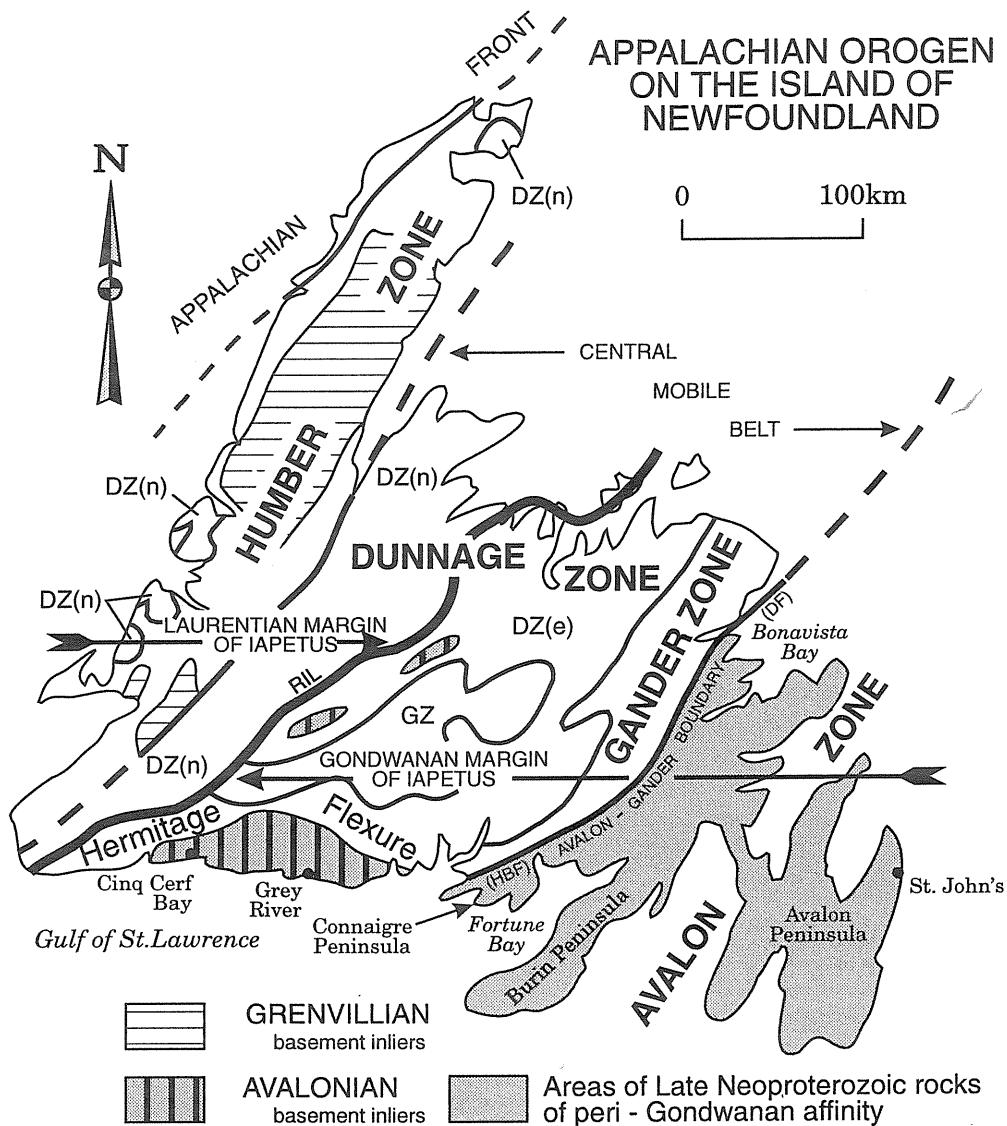 APPALACHIAN OROGEN
ON THE ISLAND OF
NEWFOUNDLAND
FRONT
N
0 100km
DZ(n)
ZONE
APPALACHIAN
CENTRAL
MOBILE
BELT
HUMBER
DZ(n)
DZ(n)
DUNNAGE
ZONE
GANDER ZONE
DZ(n)
(DF)
Bonavista
Bay
LAURENTIAN MARGIN
OF IAPETUS
DZ(e)
RIL
GZ
ZONE
AVALON - GANDER BOUNDARY
DZ(n)
GONDWANAN MARGIN
OF IAPETUS
Hermitage
Flexure
(HBF)
Cinq Cerf
Bay
Grey
River
Connaigre
Peninsula
Fortune
Bay
Burin Peninsula
AVALON
Avalon
Peninsula
St. John's
Gulf of St.Lawrence
GRENVILLIAN
basement inliers
AVALONIAN
basement inliers
Areas of Late Neoproterozoic rocks
of peri - Gondwanan affinity